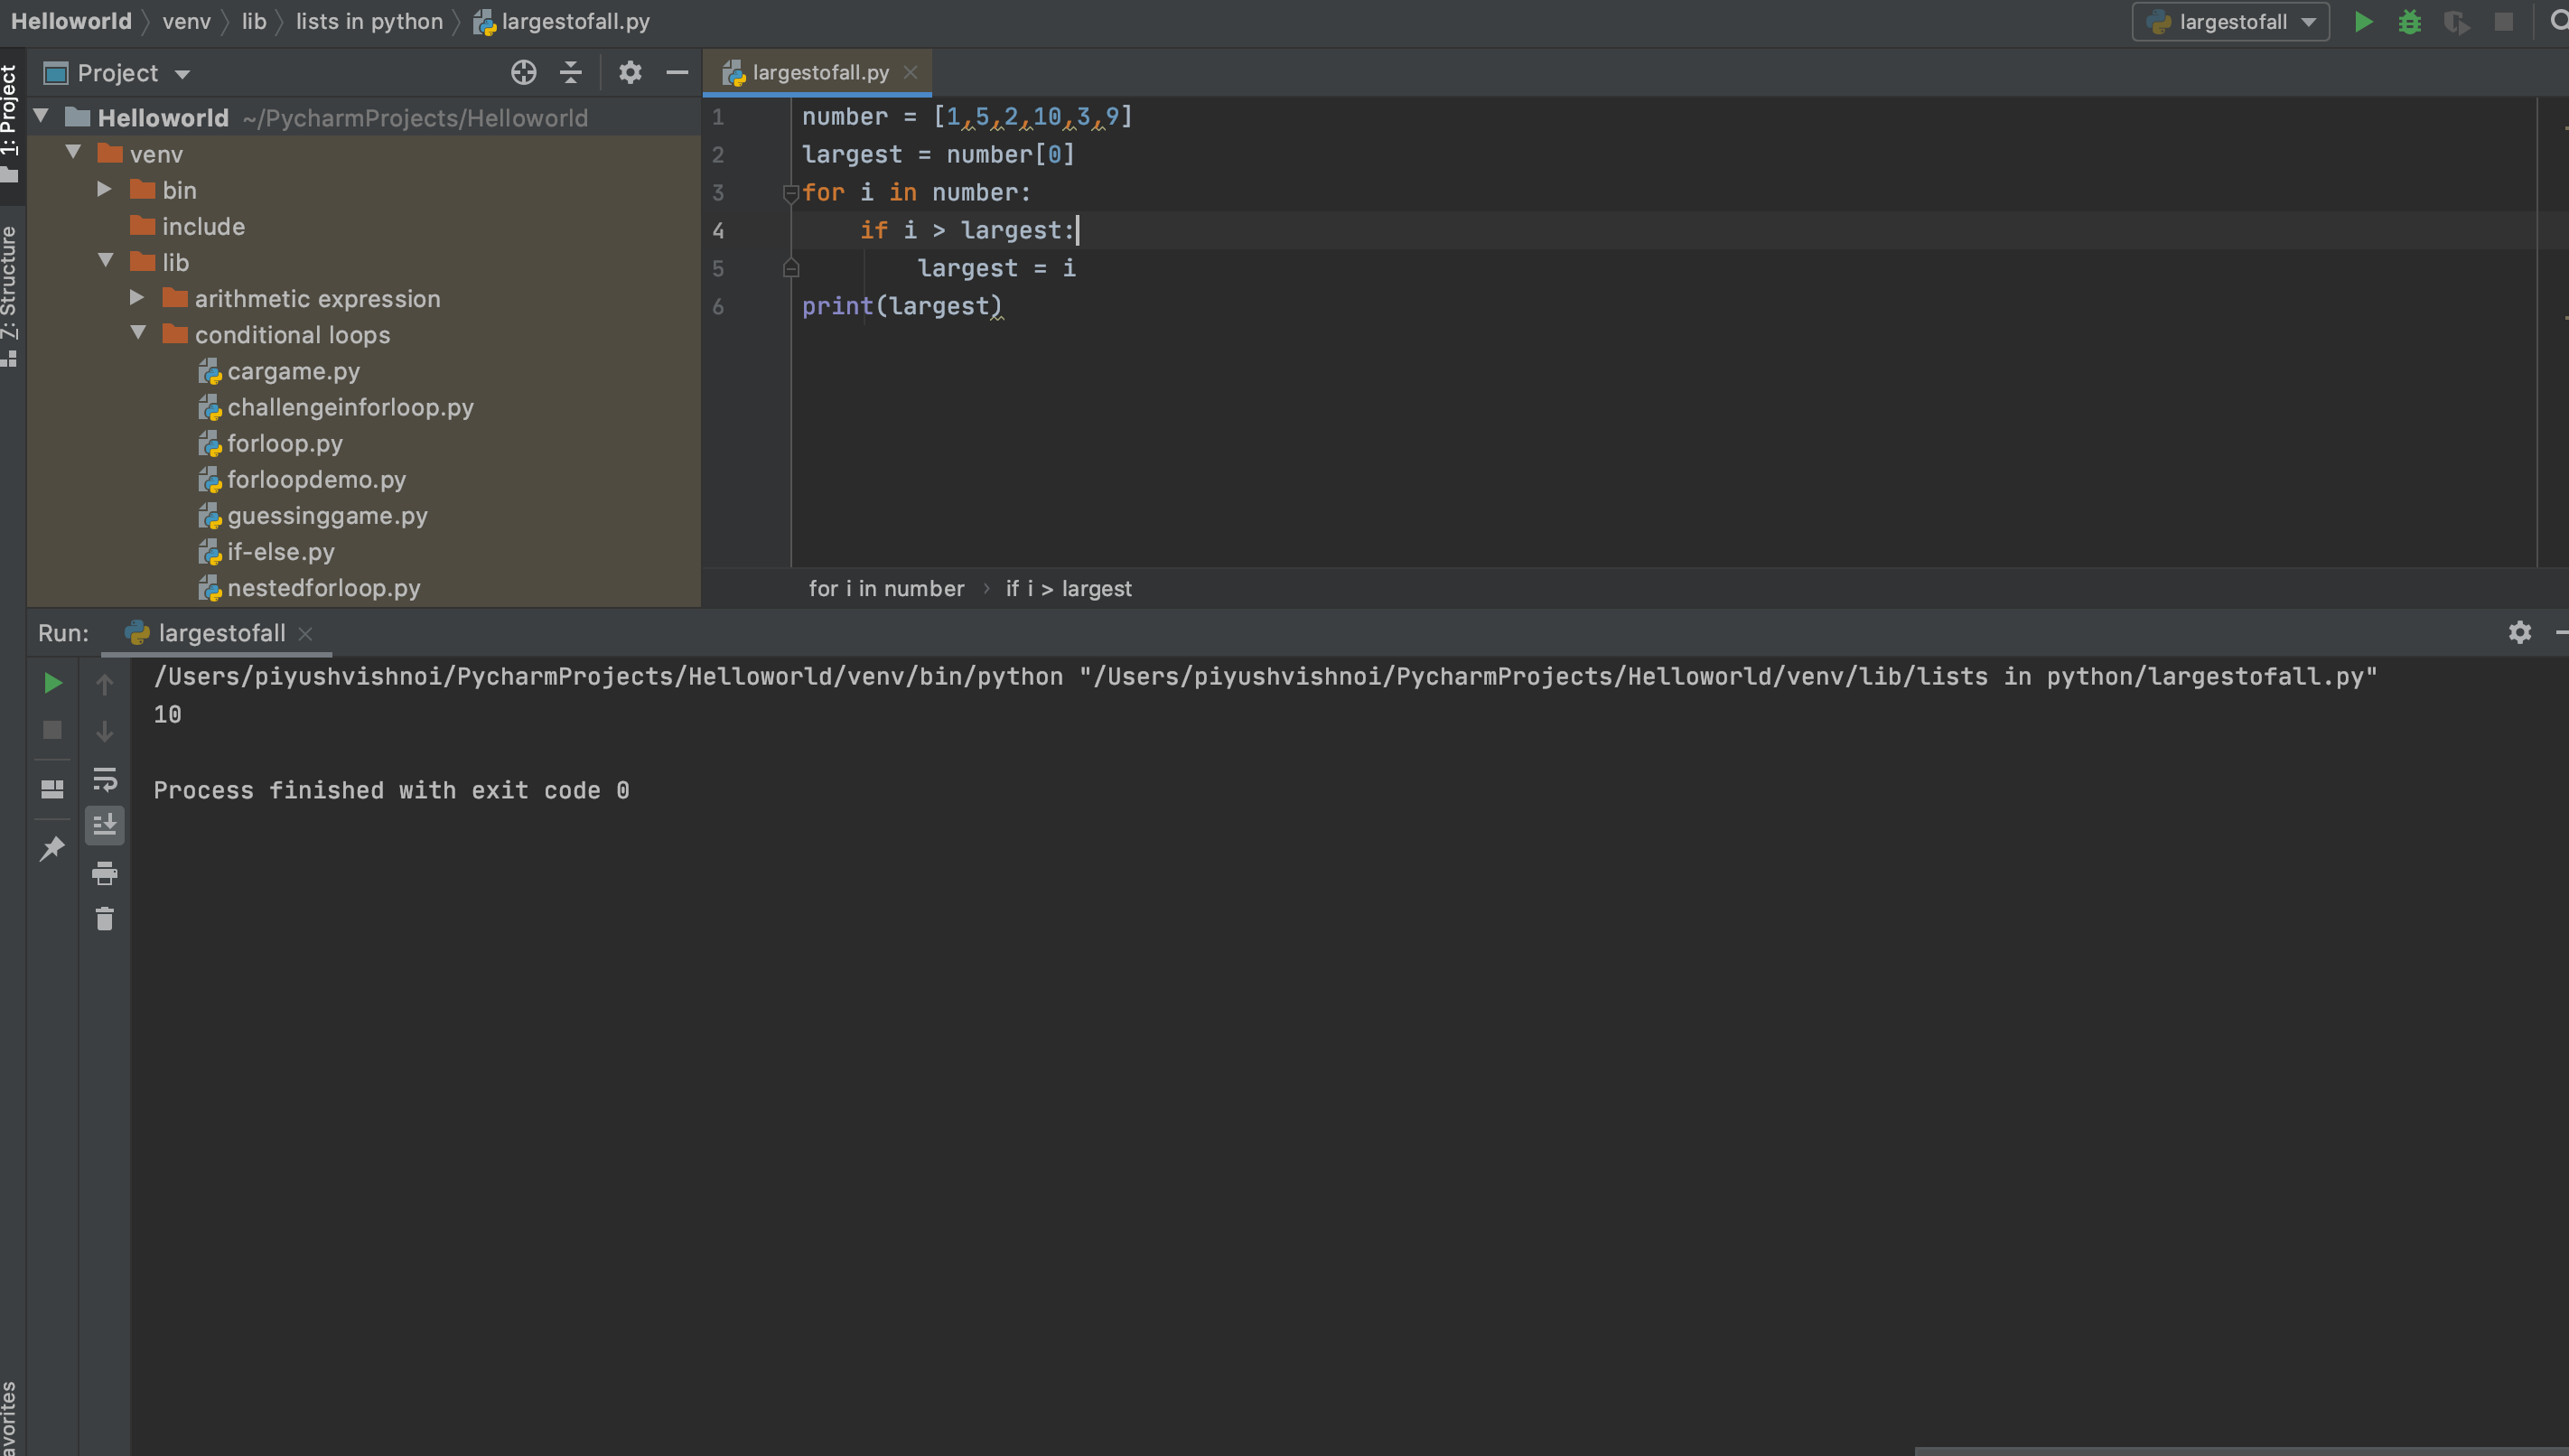 Helloworld venv lib lists in python largestofall.py
largestofall
1: Project
7: Structure
avorites
Project
Helloworld ~/PycharmProjects/Helloworld
venv
bin
include
lib
arithmetic expression
conditional loops
cargame.py
challengeinforloop.py
forloop.py
forloopdemo.py
guessinggame.py
if-else.py
nestedforloop.py
largestofall.py
1 number = [1,5,2,10,3,9]
2 largest = number[0]
3 for i in number:
4 if i > largest:
5 largest = i
6 print(largest)
for i in number › if i > largest
Run: largestofall
/Users/piyushvishnoi/PycharmProjects/Helloworld/venv/bin/python "/Users/piyushvishnoi/PycharmProjects/Helloworld/venv/lib/lists in python/largestofall.py"
10
Process finished with exit code 0